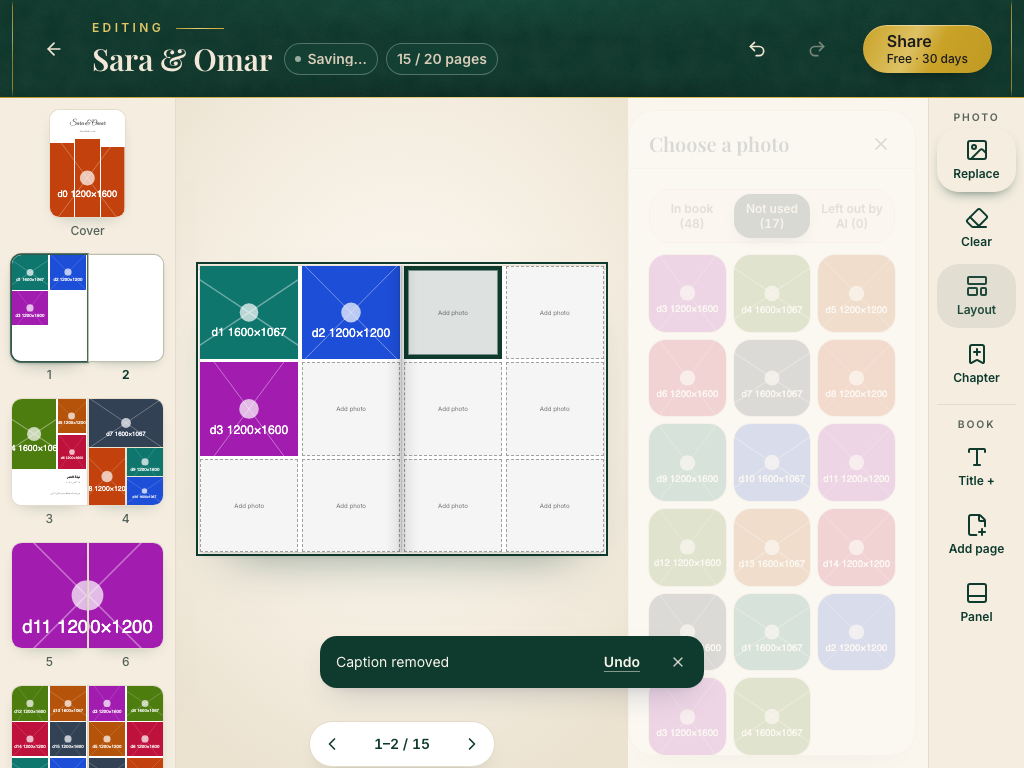 EDITING
Sara & Omar
Saving...
15 / 20 pages
Share
Free · 30 days
Sara & Omar
d0 1200×1600
Cover
d1 1600×1067
d2 1200×1200
d3 1200×1600
1
2
d7 1600×1067
3
4
d11 1200×1200
5
6
d1 1600×1067
d2 1200×1200
Add photo
Add photo
d3 1200×1600
Add photo
Add photo
Add photo
Add photo
Add photo
Add photo
Add photo
Caption removed
Undo
1–2 / 15
Choose a photo
In book
(48)
Not used
(17)
Left out by
AI (0)
d3 1200×1600
d4 1600×1067
d5 1200×1200
d6 1200×1600
d7 1600×1067
d8 1200×1200
d9 1200×1600
d10 1600×1067
d11 1200×1200
d12 1200×1600
d13 1600×1067
d14 1200×1200
d1 1600×1067
d2 1200×1200
d3 1200×1600
d4 1600×1067
PHOTO
Replace
Clear
Layout
Chapter
BOOK
Title +
Add page
Panel